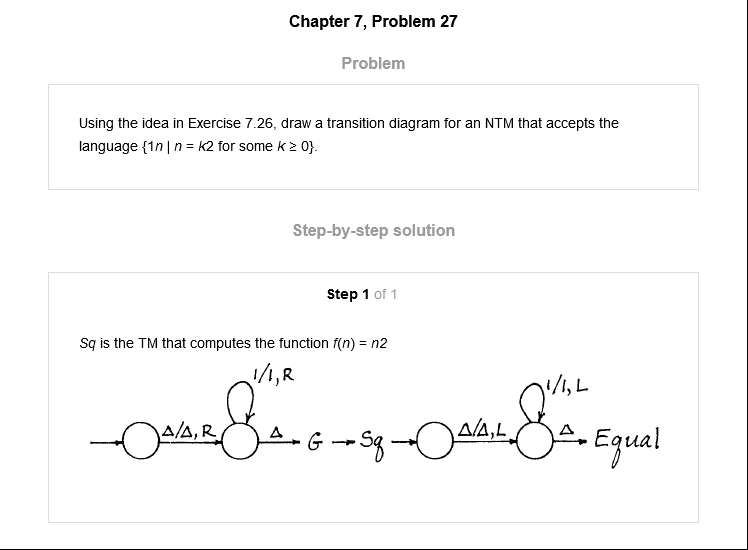 Chapter 7, Problem 27
Problem
Using the idea in Exercise 7.26, draw a transition diagram for an NTM that accepts the
language {1n | n = k2 for some k ≥ 0}.
Step-by-step solution
Step 1 of 1
Sq is the TM that computes the function f(n) = n2
1/1, R
1/1, L
Δ/Δ, R
Δ
G
Sq
Δ/Δ, L
Δ
Equal